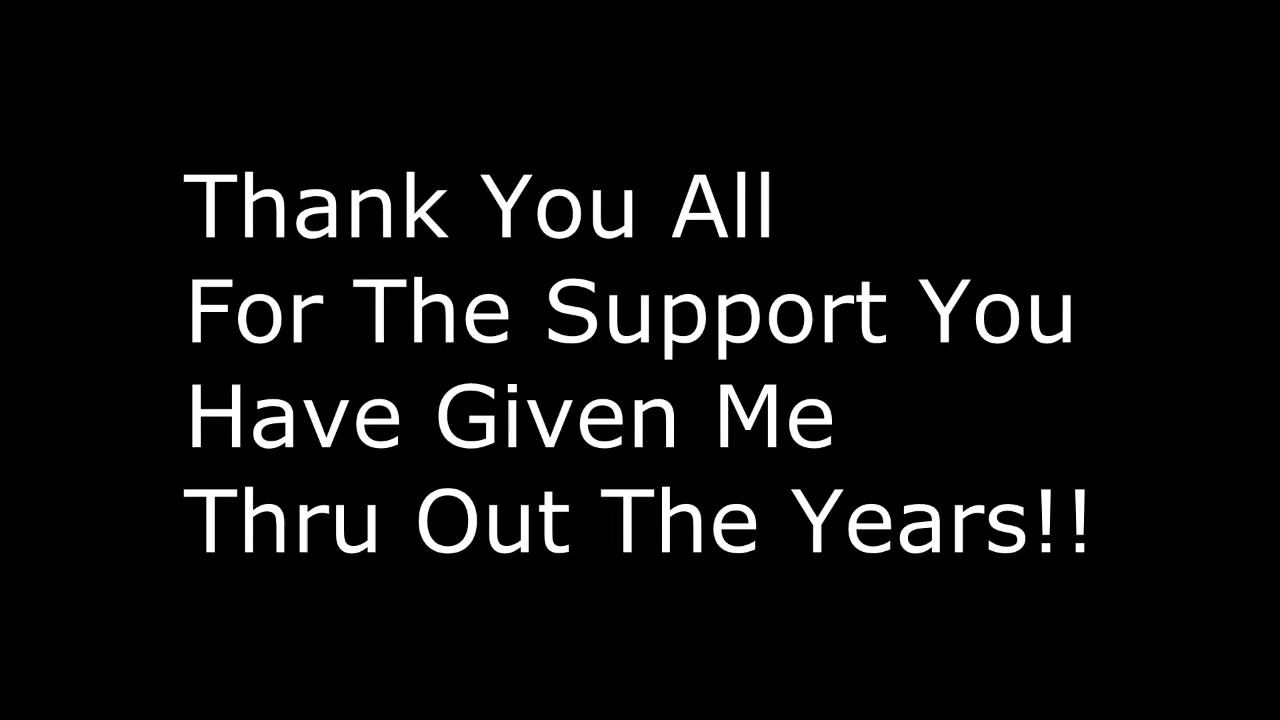 Thank You All
For The Support You
Have Given Me
Thru Out The Years!!